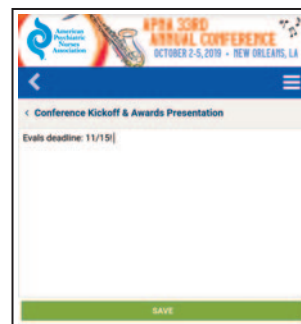 American
Psychiatric
Nurses
Association
APNA 33RD
ANNUAL CONFERENCE
OCTOBER 2-5, 2019 • NEW ORLEANS, LA
< Conference Kickoff & Awards Presentation
Evals deadline: 11/15!
SAVE